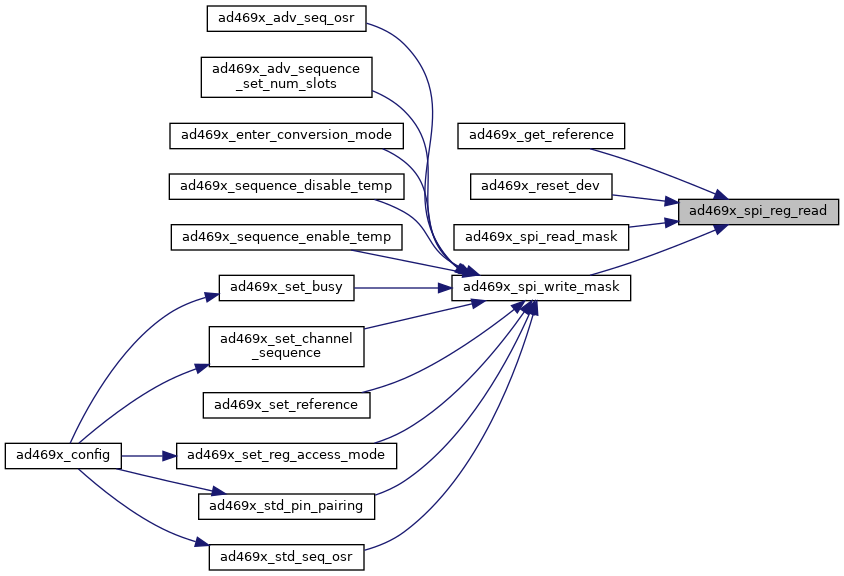 ad469x_adv_seq_osr
ad469x_adv_sequence
_set_num_slots
ad469x_enter_conversion_mode
ad469x_get_reference
ad469x_sequence_disable_temp
ad469x_reset_dev
ad469x_spi_reg_read
ad469x_sequence_enable_temp
ad469x_spi_read_mask
ad469x_set_busy
ad469x_spi_write_mask
ad469x_set_channel
_sequence
ad469x_set_reference
ad469x_config
ad469x_set_reg_access_mode
ad469x_std_pin_pairing
ad469x_std_seq_osr